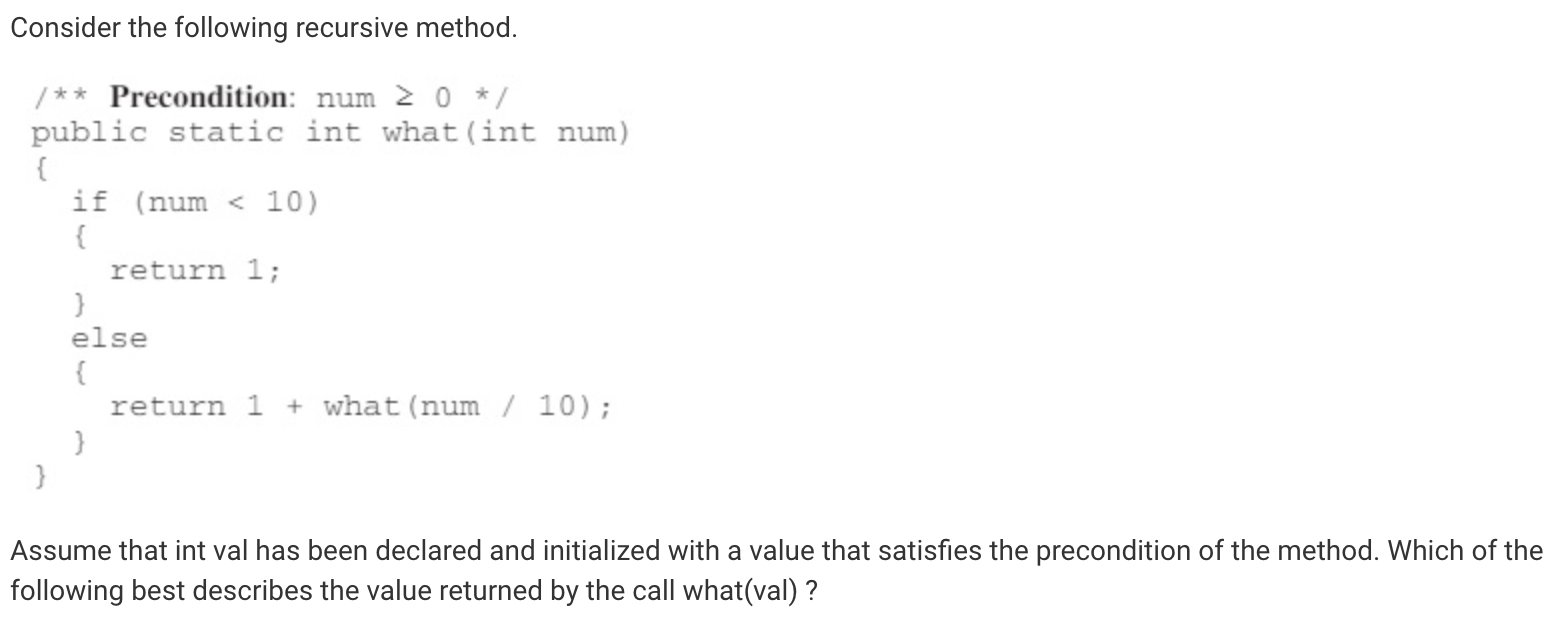 Consider the following recursive method.
/** Precondition: num ≥ 0 */
public static int what(int num)
{
if (num < 10)
{
return 1;
}
else
{
return 1 + what(num / 10);
}
}
Assume that int val has been declared and initialized with a value that satisfies the precondition of the method. Which of the
following best describes the value returned by the call what(val) ?